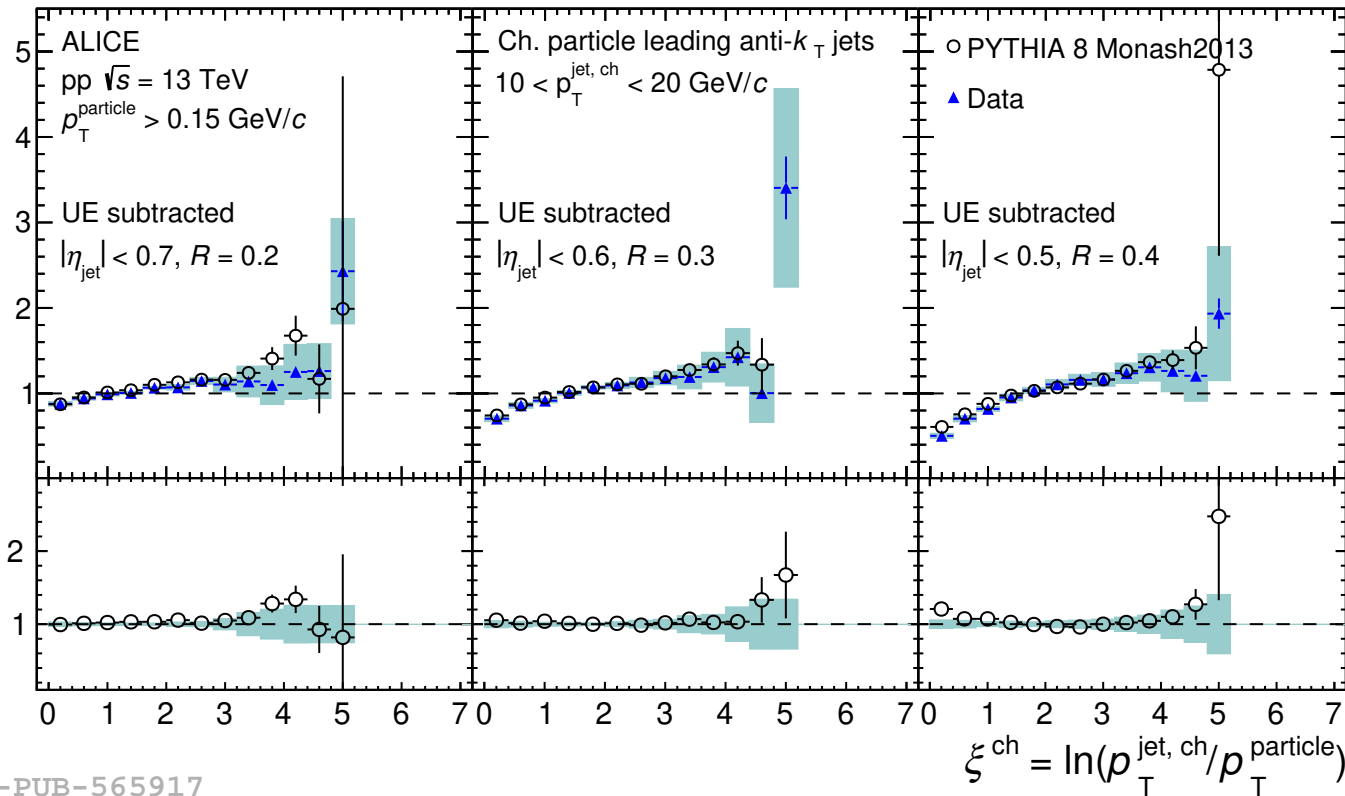 ALICE
pp √s = 13 TeV
p_T^particle > 0.15 GeV/c
UE subtracted
|η_jet| < 0.7, R = 0.2
Ch. particle leading anti-k_T jets
10 < p_T^jet, ch < 20 GeV/c
UE subtracted
|η_jet| < 0.6, R = 0.3
PYTHIA 8 Monash2013
Data
UE subtracted
|η_jet| < 0.5, R = 0.4
5
4
3
2
1
2
1
0 1 2 3 4 5 6 7 0 1 2 3 4 5 6 7 0 1 2 3 4 5 6 7
ξ^ch = ln(p_T^jet, ch/p_T^particle)
-PUB-565917